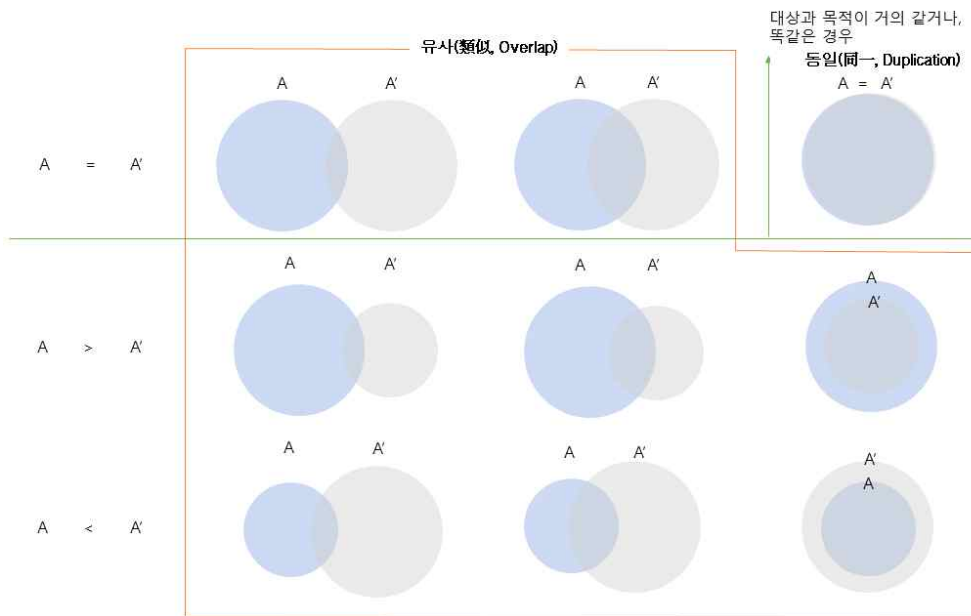 대상과 목적이 거의 같거나,
똑같은 경우
유사(類似, Overlap)
동일(同一, Duplication)
A A′ A A′ A = A′
A = A′
A A′ A A′ A
A′
A > A′
A A′ A A′ A′
A
A < A′